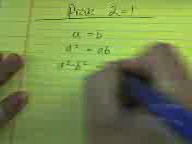 Prove 2=1
a = b
a² = ab
a²-b²